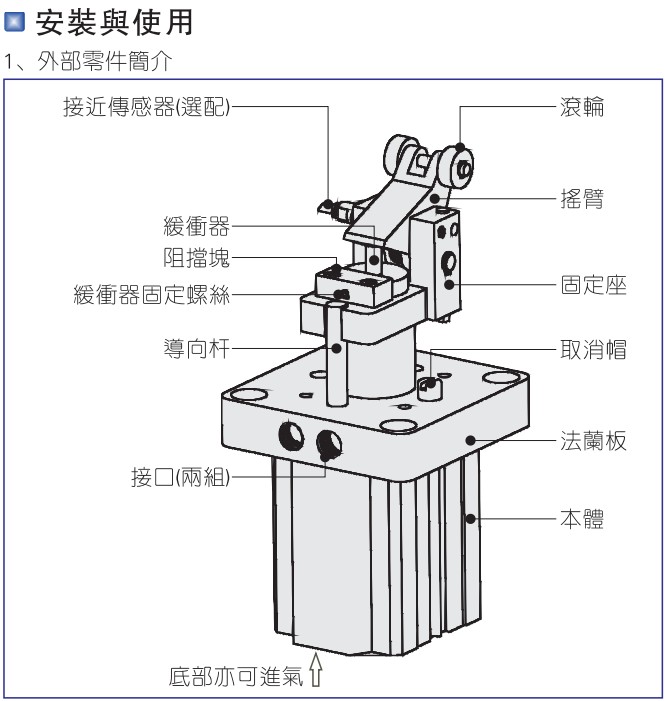 安裝與使用
1、外部零件簡介
接近傳感器(選配)
滾輪
搖臂
緩衝器
阻擋塊
固定座
緩衝器固定螺絲
導向杆
取消帽
法蘭板
接口(兩組)
本體
底部亦可進氣